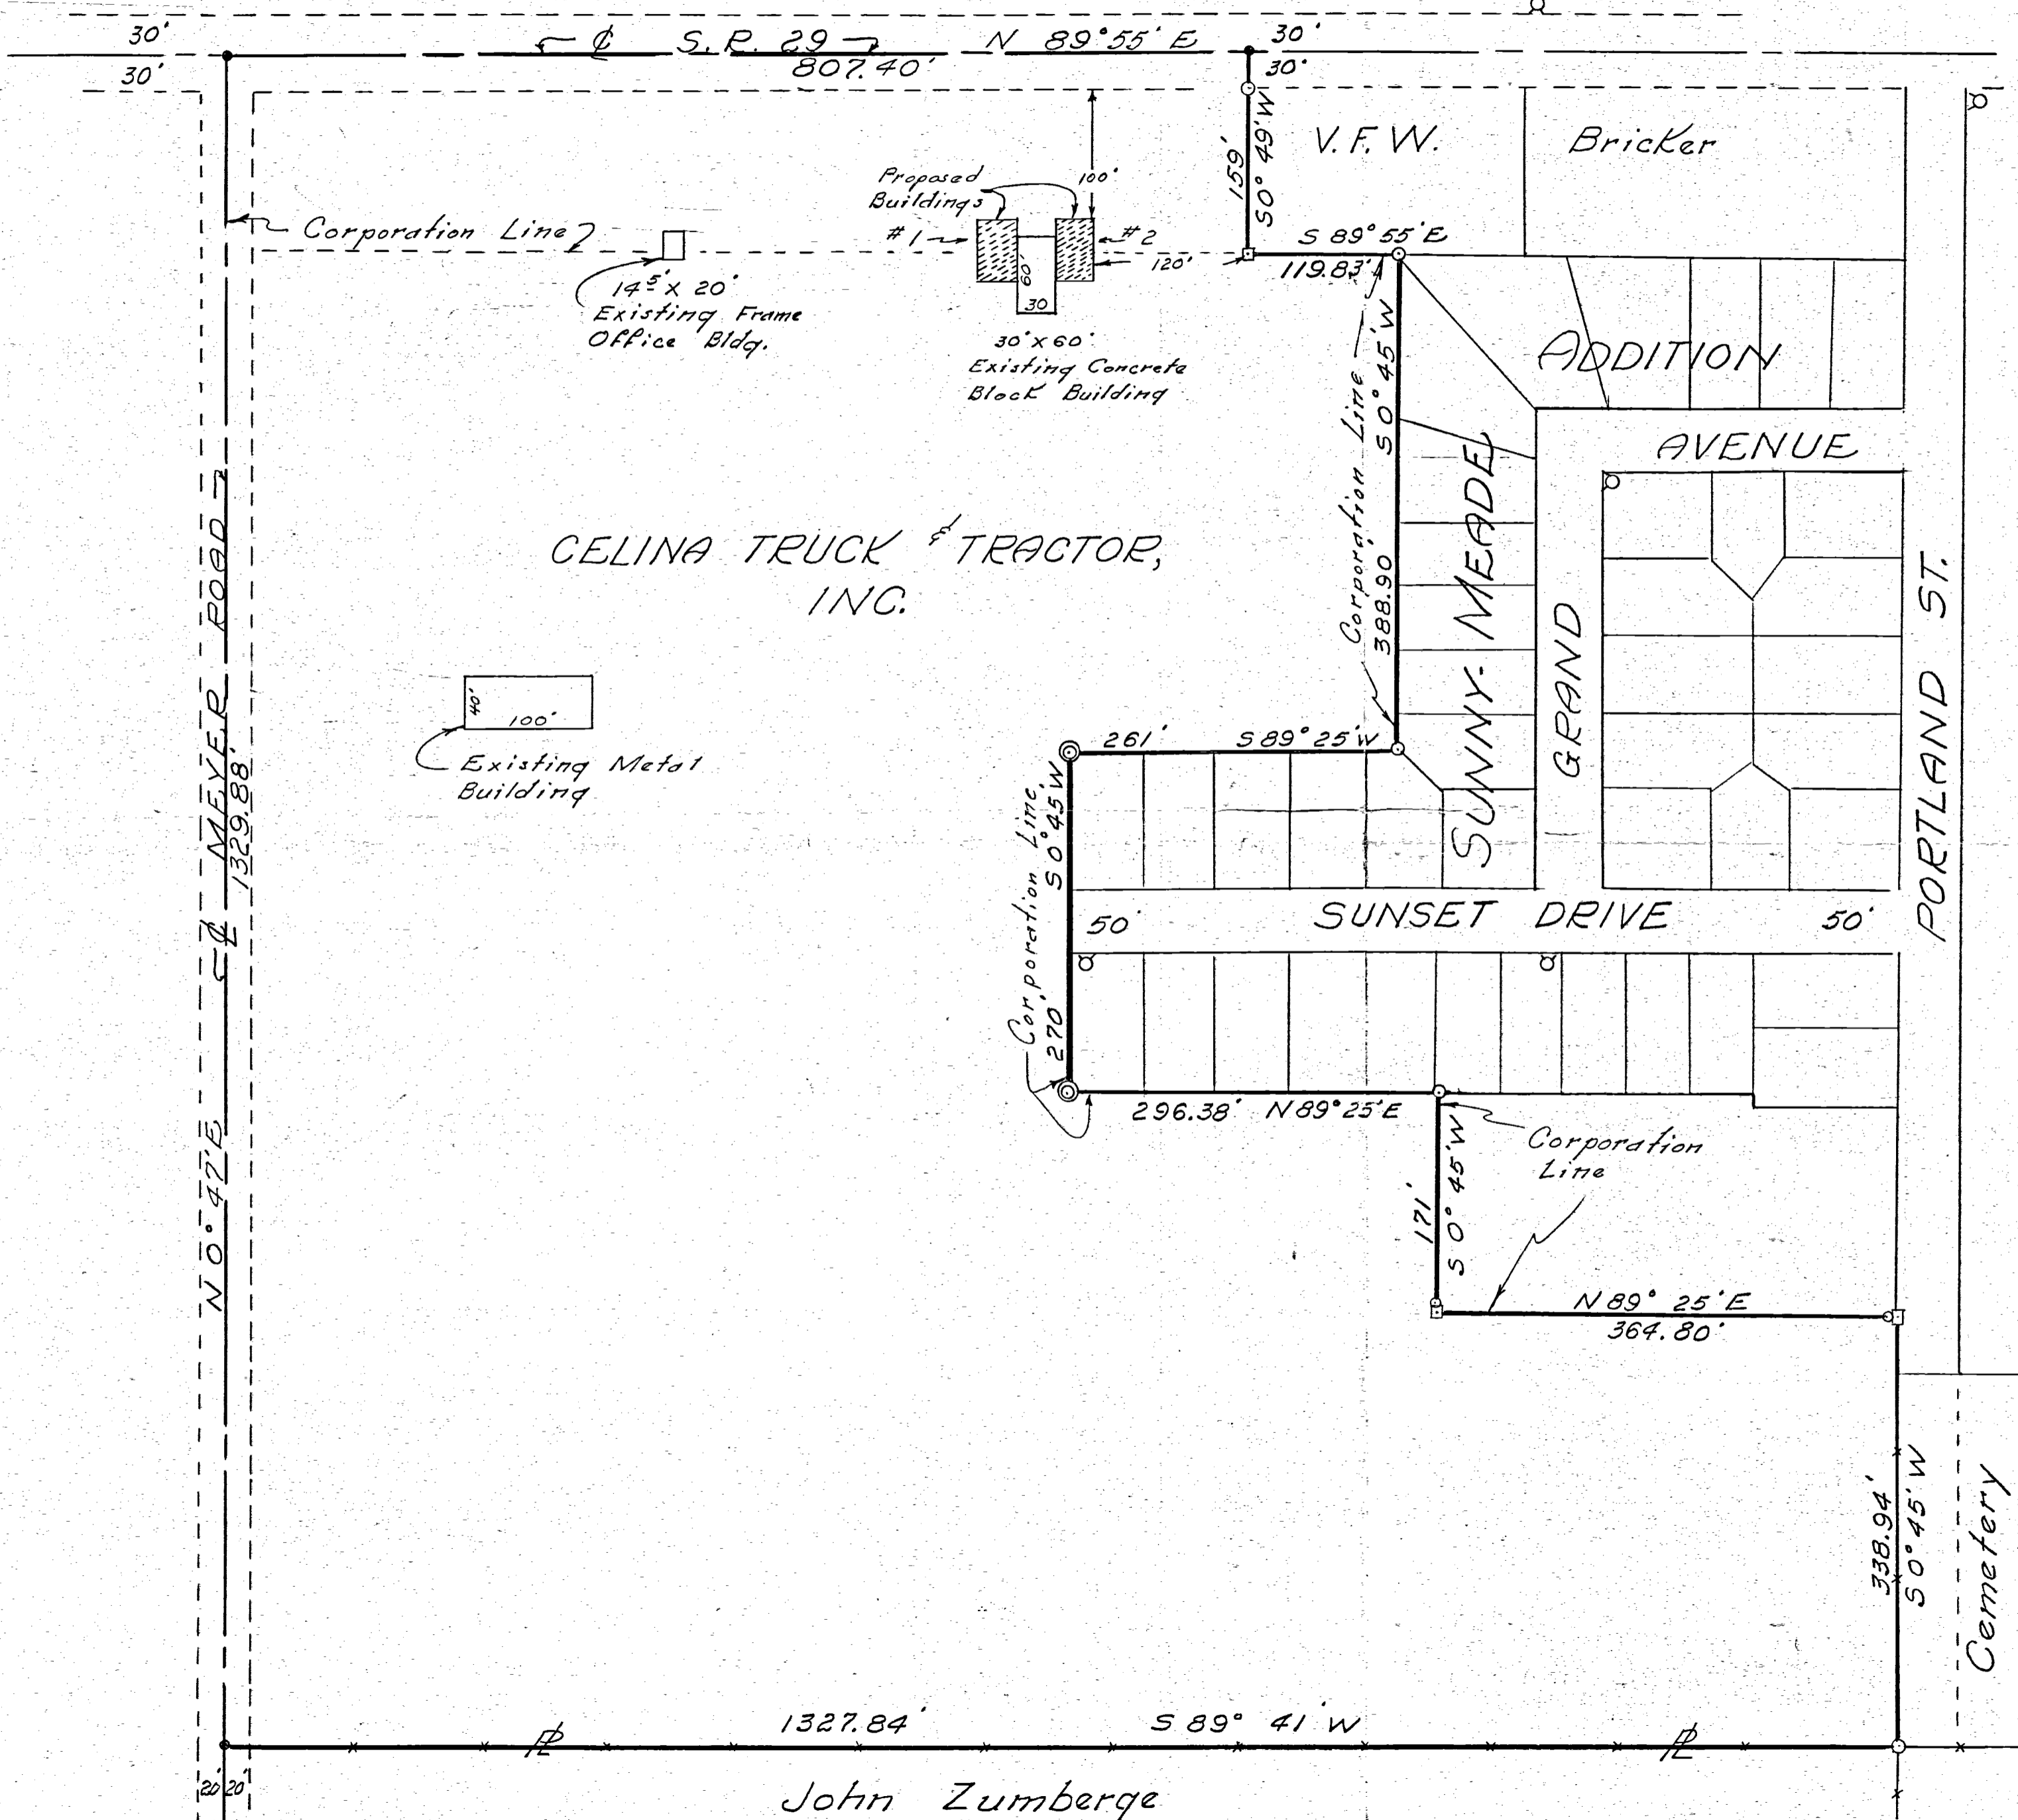 30'
30'
℄ S.R. 29
N 89°55' E
807.40'
30'
30'
159'
S0° 49' W
V.F.W.
Bricker
Proposed
Buildings
100'
#1
#2
120'
60'
30
Corporation Line
14⁵' x 20'
Existing Frame
Office Bldg.
30' x 60'
Existing Concrete
Block Building
S 89° 55' E
119.83'
Corporation Line
388.90'
S 0° 45' W
ADDITION
AVENUE
SUNNY-MEADE
GRAND
PORTLAND ST.
CELINA TRUCK & TRACTOR,
INC.
℄ MEYER ROAD
1329.88'
N 0° 47' E
40'
100'
Existing Metal
Building
261'
S 89° 25' W
Corporation Line
270'
S 0° 45' W
50'
SUNSET DRIVE
50'
296.38'
N 89° 25' E
Corporation
Line
171'
S 0° 45' W
N 89° 25' E
364.80'
338.94'
S 0° 45' W
Cemetery
1327.84'
S 89° 41' W
PL
PL
20' 20'
John Zumberge